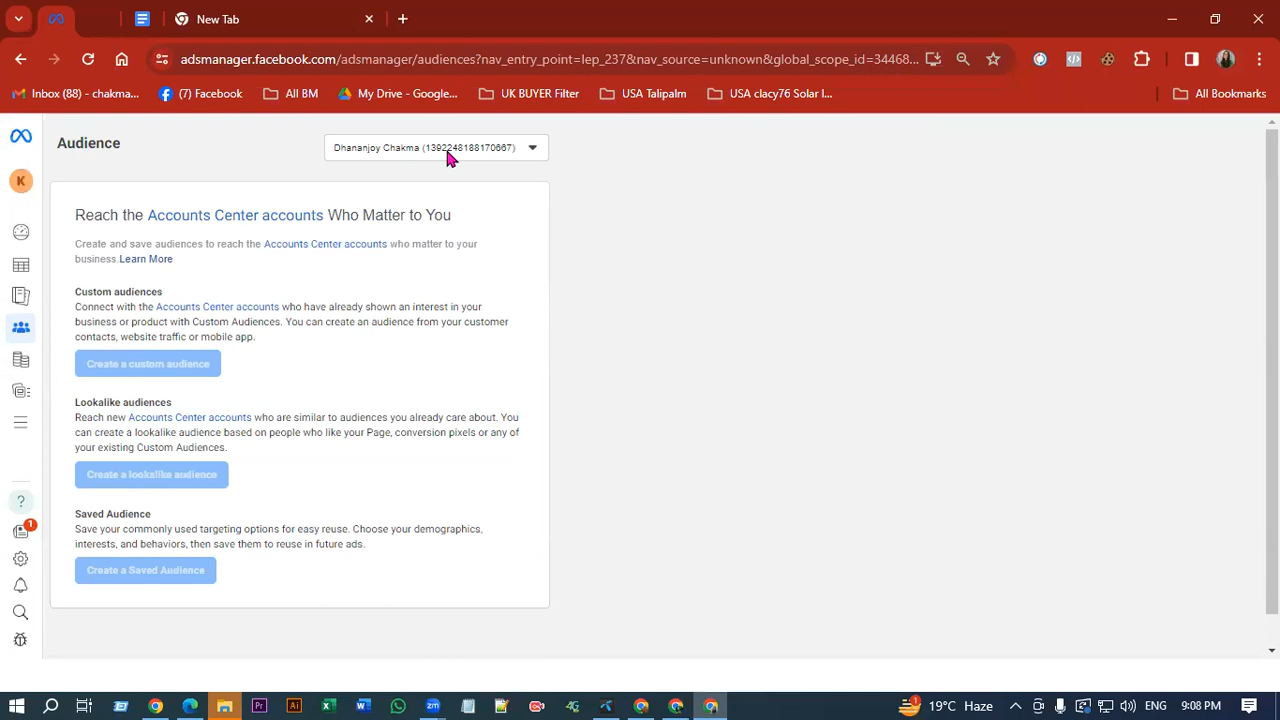 New Tab
adsmanager.facebook.com/adsmanager/audiences?nav_entry_point=lep_237&nav_source=unknown&global_scope_id=34468...
Inbox (88) - chakma...
(7) Facebook
All BM
My Drive - Google...
UK BUYER Filter
USA Talipalm
USA clacy76 Solar I...
All Bookmarks
Audience
Dhananjoy Chakma (1392248188170667)
K
Reach the Accounts Center accounts Who Matter to You
Create and save audiences to reach the Accounts Center accounts who matter to your
business.Learn More
Custom audiences
Connect with the Accounts Center accounts who have already shown an interest in your
business or product with Custom Audiences. You can create an audience from your customer
contacts, website traffic or mobile app.
Create a custom audience
Lookalike audiences
Reach new Accounts Center accounts who are similar to audiences you already care about. You
can create a lookalike audience based on people who like your Page, conversion pixels or any of
your existing Custom Audiences.
Create a lookalike audience
Saved Audience
Save your commonly used targeting options for easy reuse. Choose your demographics,
interests, and behaviors, then save them to reuse in future ads.
Create a Saved Audience
?
1
Pr
Ai
zm
1
19°C Haze
ENG
9:08 PM